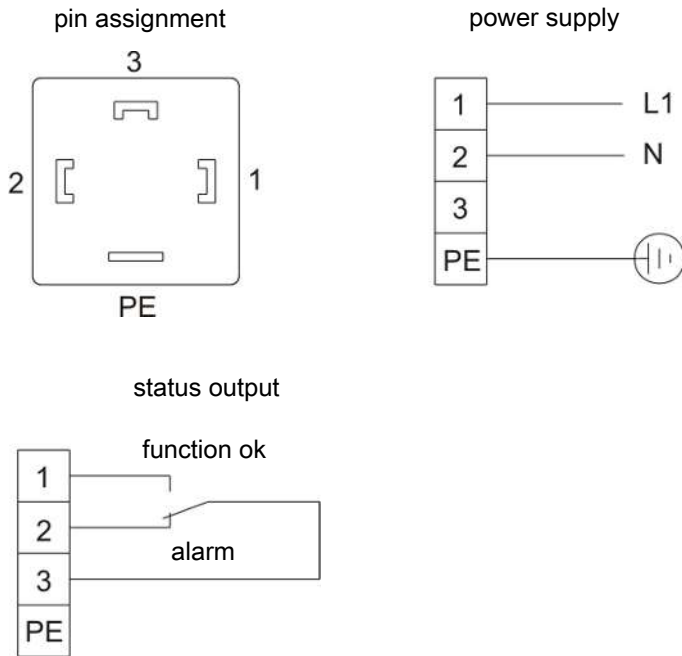 pin assignment
3
2
1
PE
power supply
1
L1
2
N
3
PE
status output
function ok
1
2
alarm
3
PE